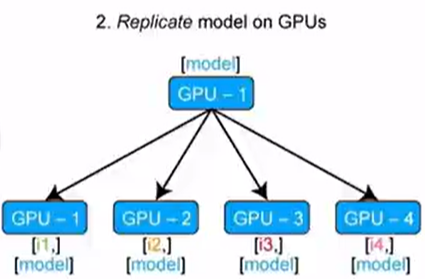 2. Replicate model on GPUs
[model]
GPU – 1
GPU – 1 GPU – 2 GPU – 3 GPU – 4
[i1,] [i2,] [i3,] [i4,]
[model] [model] [model] [model]